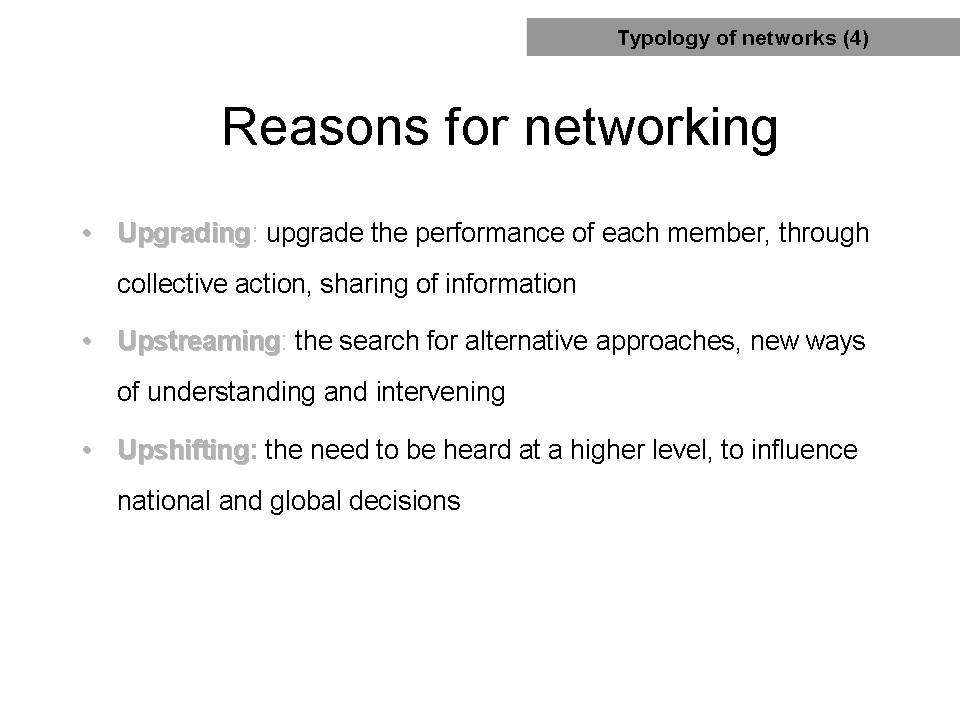 Typology of networks (4)
Reasons for networking
• Upgrading: upgrade the performance of each member, through
collective action, sharing of information
• Upstreaming: the search for alternative approaches, new ways
of understanding and intervening
• Upshifting: the need to be heard at a higher level, to influence
national and global decisions